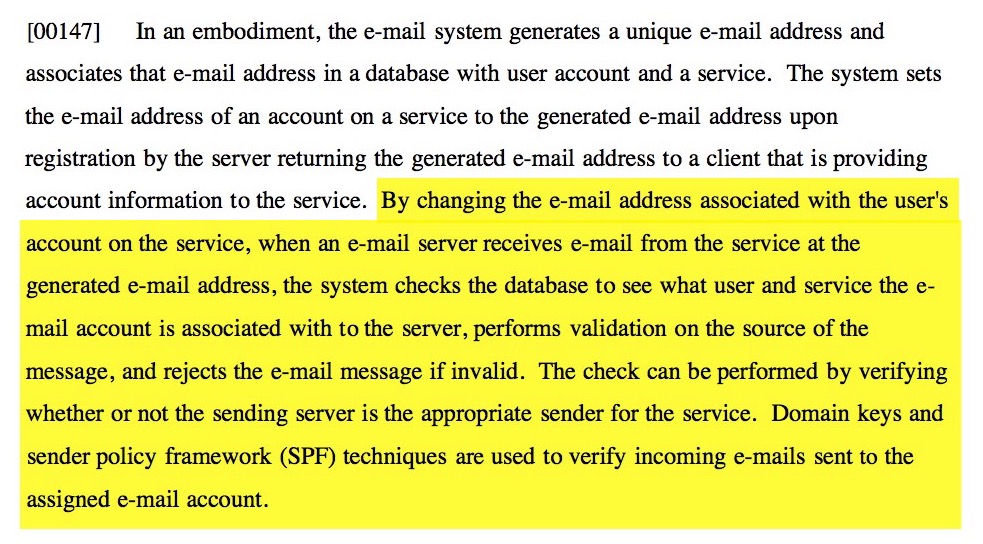 [00147] In an embodiment, the e-mail system generates a unique e-mail address and
associates that e-mail address in a database with user account and a service. The system sets
the e-mail address of an account on a service to the generated e-mail address upon
registration by the server returning the generated e-mail address to a client that is providing
account information to the service. By changing the e-mail address associated with the user's
account on the service, when an e-mail server receives e-mail from the service at the
generated e-mail address, the system checks the database to see what user and service the e-
mail account is associated with to the server, performs validation on the source of the
message, and rejects the e-mail message if invalid. The check can be performed by verifying
whether or not the sending server is the appropriate sender for the service. Domain keys and
sender policy framework (SPF) techniques are used to verify incoming e-mails sent to the
assigned e-mail account.